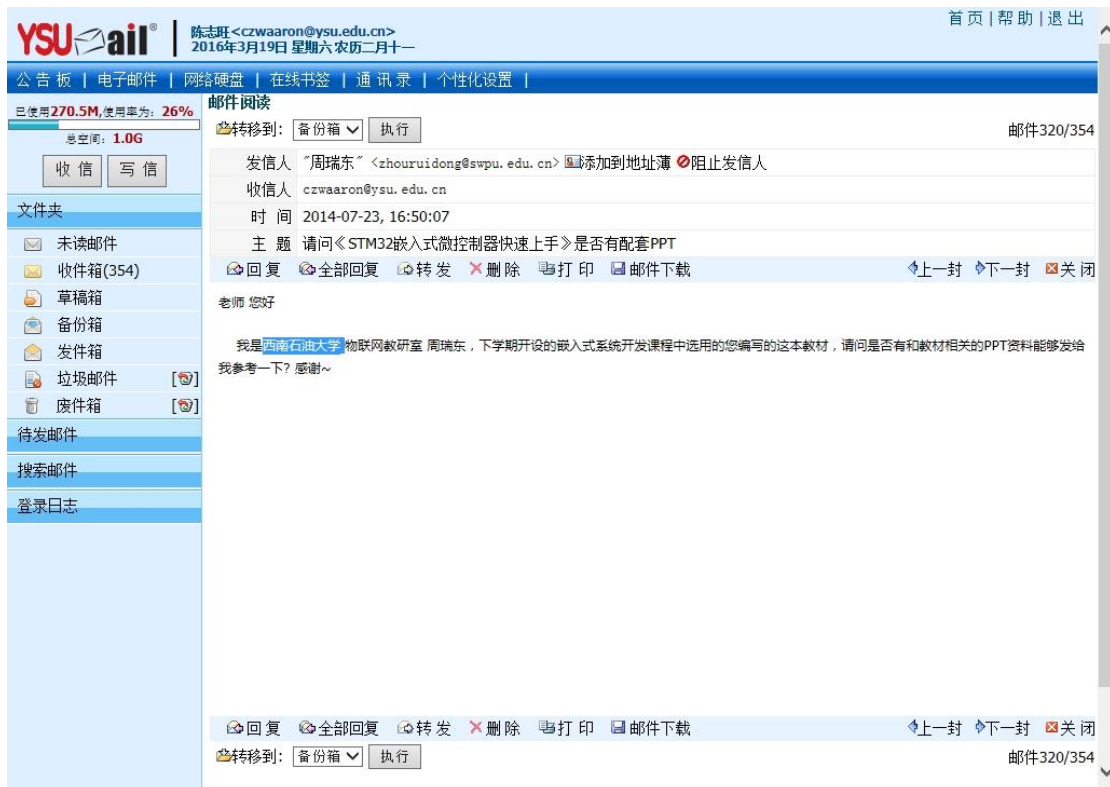 YSUmail® 陈志旺<czwaaron@ysu.edu.cn>
2016年3月19日 星期六 农历二月十一
首页 | 帮助 | 退出
公告板 | 电子邮件 | 网络硬盘 | 在线书签 | 通讯录 | 个性化设置 |
已使用270.5M,使用率为: 26%
总空间: 1.0G
收信 写信
文件夹
未读邮件
收件箱(354)
草稿箱
备份箱
发件箱
垃圾邮件 [ ]
废件箱 [ ]
待发邮件
搜索邮件
登录日志
邮件阅读
转移到: 备份箱 执行 邮件320/354
发信人 "周瑞东" <zhouruidong@swpu.edu.cn> 添加到地址薄 阻止发信人
收信人 czwaaron@ysu.edu.cn
时 间 2014-07-23, 16:50:07
主 题 请问《STM32嵌入式微控制器快速上手》是否有配套PPT
回复 全部回复 转发 删除 打印 邮件下载 上一封 下一封 关闭
老师 您好
我是西南石油大学 物联网教研室 周瑞东，下学期开设的嵌入式系统开发课程中选用的您编写的这本教材，请问是否有和教材相关的PPT资料能够发给
我参考一下? 感谢~
回复 全部回复 转发 删除 打印 邮件下载 上一封 下一封 关闭
转移到: 备份箱 执行 邮件320/354